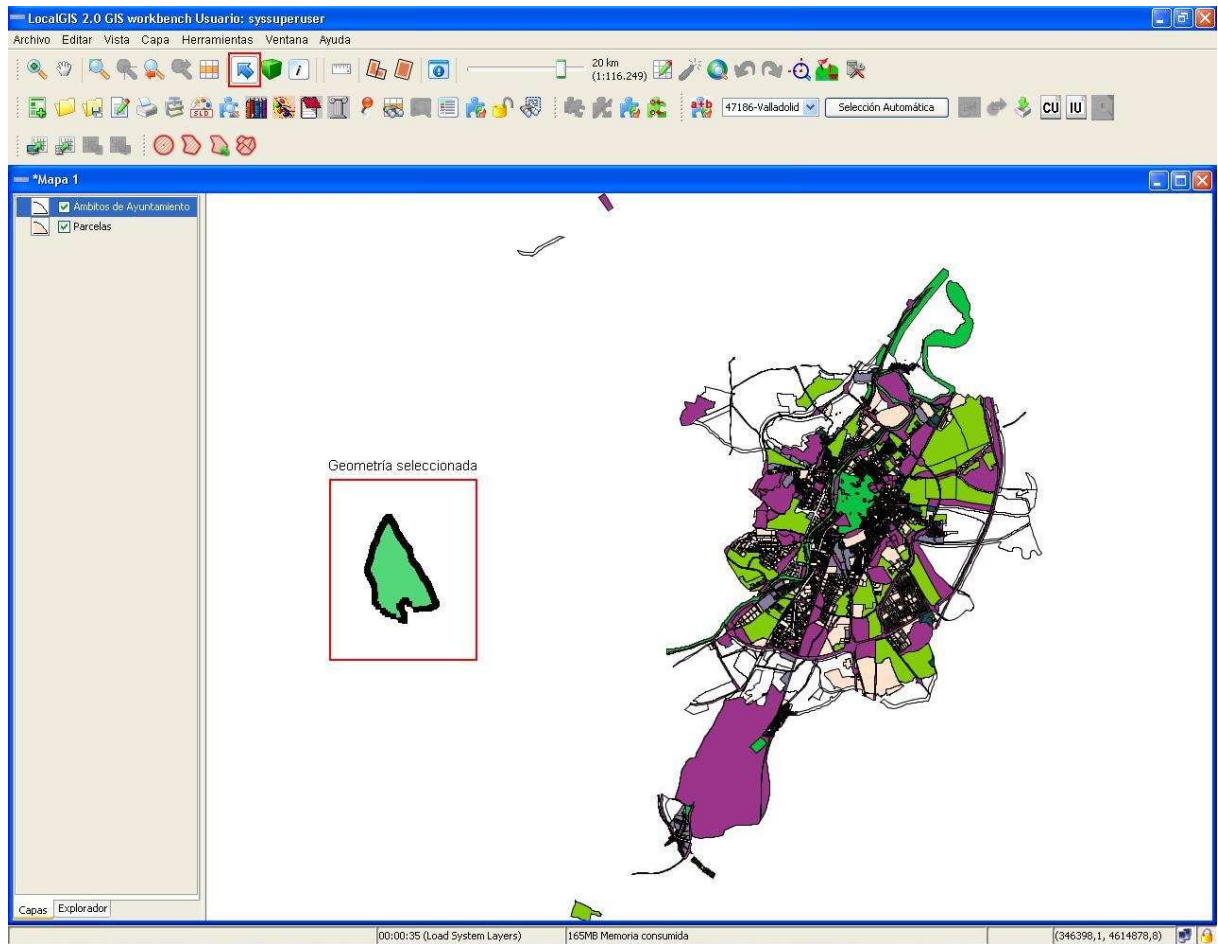 LocalGIS 2.0 GIS workbench Usuario: syssuperuser
Archivo Editar Vista Capa Herramientas Ventana Ayuda
20 km
(1:116.249)
SLD
a+b
47186-Valladolid
Selección Automática
CU IU
*Mapa 1
Ámbitos de Ayuntamiento
Parcelas
Geometría seleccionada
Capas Explorador
00:00:35 (Load System Layers) 165MB Memoria consumida (346398,1, 4614878,8)